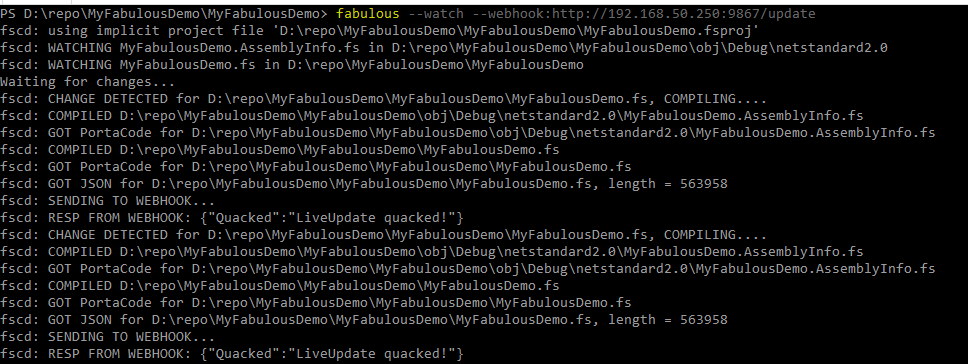 PS D:\repo\MyFabulousDemo\MyFabulousDemo> fabulous --watch --webhook:http://192.168.50.250:9867/update
fscd: using implicit project file 'D:\repo\MyFabulousDemo\MyFabulousDemo\MyFabulousDemo.fsproj'
fscd: WATCHING MyFabulousDemo.AssemblyInfo.fs in D:\repo\MyFabulousDemo\MyFabulousDemo\obj\Debug\netstandard2.0
fscd: WATCHING MyFabulousDemo.fs in D:\repo\MyFabulousDemo\MyFabulousDemo
Waiting for changes...
fscd: CHANGE DETECTED for D:\repo\MyFabulousDemo\MyFabulousDemo\MyFabulousDemo.fs, COMPILING....
fscd: COMPILED D:\repo\MyFabulousDemo\MyFabulousDemo\obj\Debug\netstandard2.0\MyFabulousDemo.AssemblyInfo.fs
fscd: GOT PortaCode for D:\repo\MyFabulousDemo\MyFabulousDemo\obj\Debug\netstandard2.0\MyFabulousDemo.AssemblyInfo.fs
fscd: COMPILED D:\repo\MyFabulousDemo\MyFabulousDemo\MyFabulousDemo.fs
fscd: GOT PortaCode for D:\repo\MyFabulousDemo\MyFabulousDemo\MyFabulousDemo.fs
fscd: GOT JSON for D:\repo\MyFabulousDemo\MyFabulousDemo\MyFabulousDemo.fs, length = 563958
fscd: SENDING TO WEBHOOK...
fscd: RESP FROM WEBHOOK: {"Quacked":"LiveUpdate quacked!"}
fscd: CHANGE DETECTED for D:\repo\MyFabulousDemo\MyFabulousDemo\MyFabulousDemo.fs, COMPILING....
fscd: COMPILED D:\repo\MyFabulousDemo\MyFabulousDemo\obj\Debug\netstandard2.0\MyFabulousDemo.AssemblyInfo.fs
fscd: GOT PortaCode for D:\repo\MyFabulousDemo\MyFabulousDemo\obj\Debug\netstandard2.0\MyFabulousDemo.AssemblyInfo.fs
fscd: COMPILED D:\repo\MyFabulousDemo\MyFabulousDemo\MyFabulousDemo.fs
fscd: GOT PortaCode for D:\repo\MyFabulousDemo\MyFabulousDemo\MyFabulousDemo.fs
fscd: GOT JSON for D:\repo\MyFabulousDemo\MyFabulousDemo\MyFabulousDemo.fs, length = 563958
fscd: SENDING TO WEBHOOK...
fscd: RESP FROM WEBHOOK: {"Quacked":"LiveUpdate quacked!"}